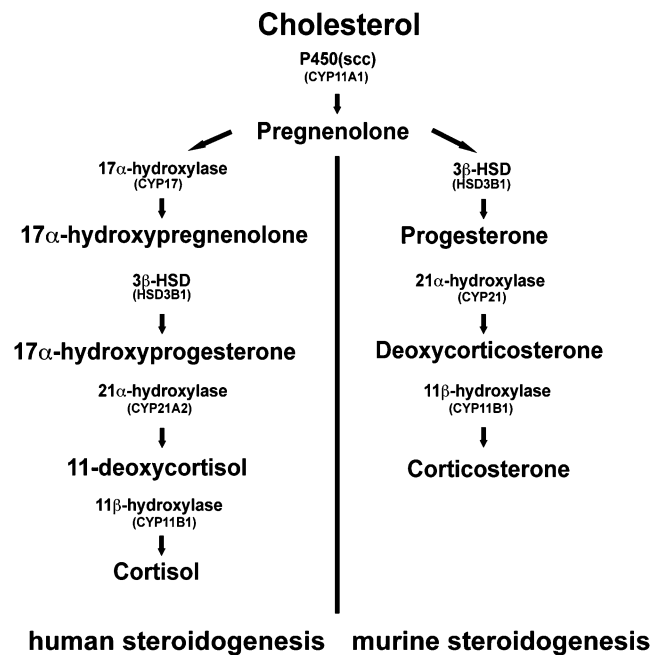 Cholesterol
P450(scc)
(CYP11A1)
Pregnenolone
17α-hydroxylase
(CYP17)
17α-hydroxypregnenolone
3β-HSD
(HSD3B1)
17α-hydroxyprogesterone
21α-hydroxylase
(CYP21A2)
11-deoxycortisol
11β-hydroxylase
(CYP11B1)
Cortisol
human steroidogenesis
3β-HSD
(HSD3B1)
Progesterone
21α-hydroxylase
(CYP21)
Deoxycorticosterone
11β-hydroxylase
(CYP11B1)
Corticosterone
murine steroidogenesis